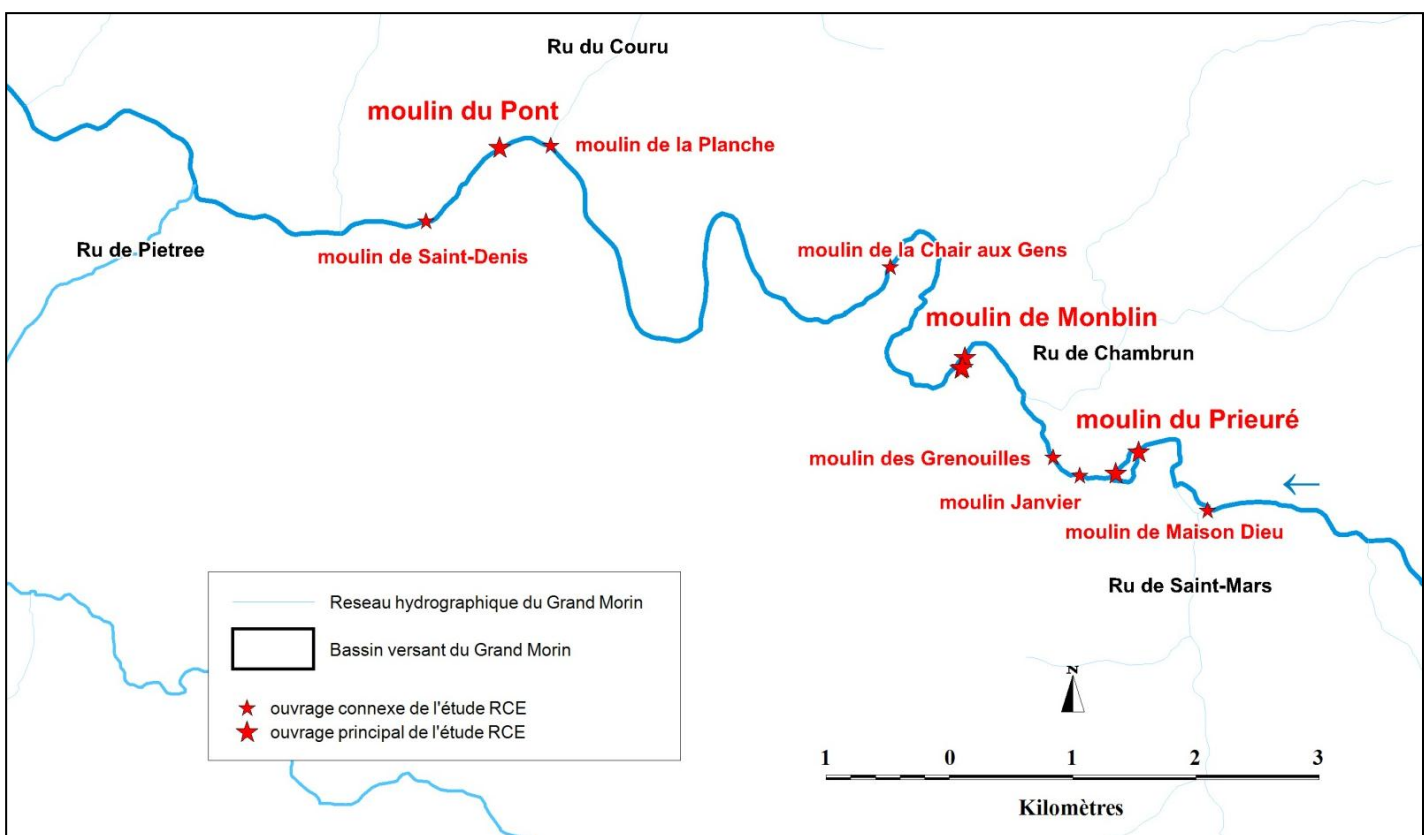 Ru du Couru
moulin du Pont
moulin de la Planche
Ru de Pietree
moulin de Saint-Denis
moulin de la Chair aux Gens
moulin de Monblin
Ru de Chambrun
moulin du Prieuré
moulin des Grenouilles
moulin Janvier
moulin de Maison Dieu
Ru de Saint-Mars
Reseau hydrographique du Grand Morin
Bassin versant du Grand Morin
ouvrage connexe de l'étude RCE
ouvrage principal de l'étude RCE
N
1 0 1 2 3
Kilomètres